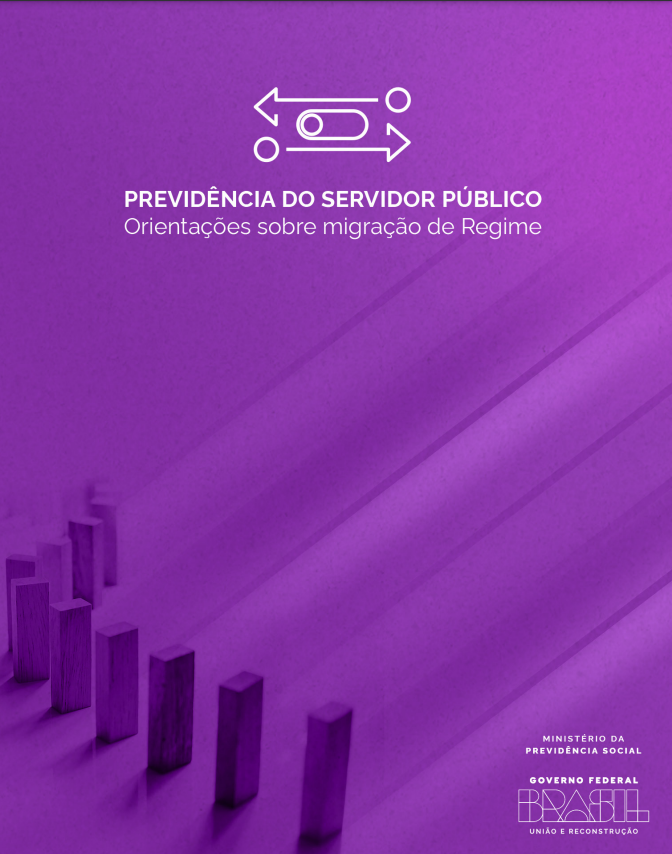 PREVIDÊNCIA DO SERVIDOR PÚBLICO
Orientações sobre migração de Regime
MINISTÉRIO DA
PREVIDÊNCIA SOCIAL
GOVERNO FEDERAL
BRASIL
UNIÃO E RECONSTRUÇÃO